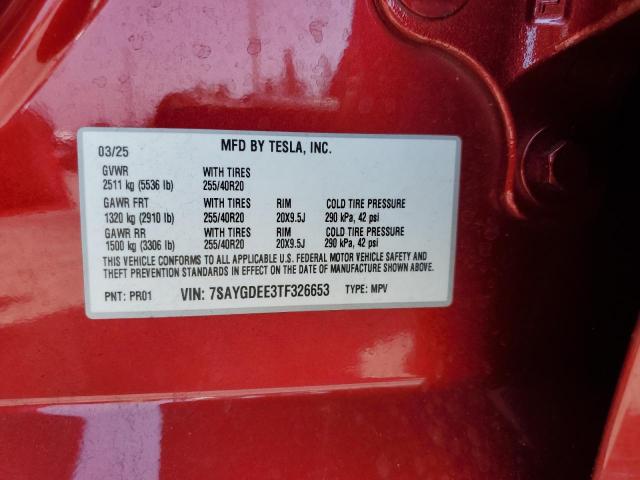 MFD BY TESLA, INC.
03/25
GVWR WITH TIRES
2511 kg (5536 lb) 255/40R20
GAWR FRT WITH TIRES RIM COLD TIRE PRESSURE
1320 kg (2910 lb) 255/40R20 20X9.5J 290 kPa, 42 psi
GAWR RR WITH TIRES RIM COLD TIRE PRESSURE
1500 kg (3306 lb) 255/40R20 20X9.5J 290 kPa, 42 psi
THIS VEHICLE CONFORMS TO ALL APPLICABLE U.S. FEDERAL MOTOR VEHICLE SAFETY AND
THEFT PREVENTION STANDARDS IN EFFECT ON THE DATE OF MANUFACTURE SHOWN ABOVE.
PNT: PR01 VIN: 7SAYGDEE3TF326653 TYPE: MPV